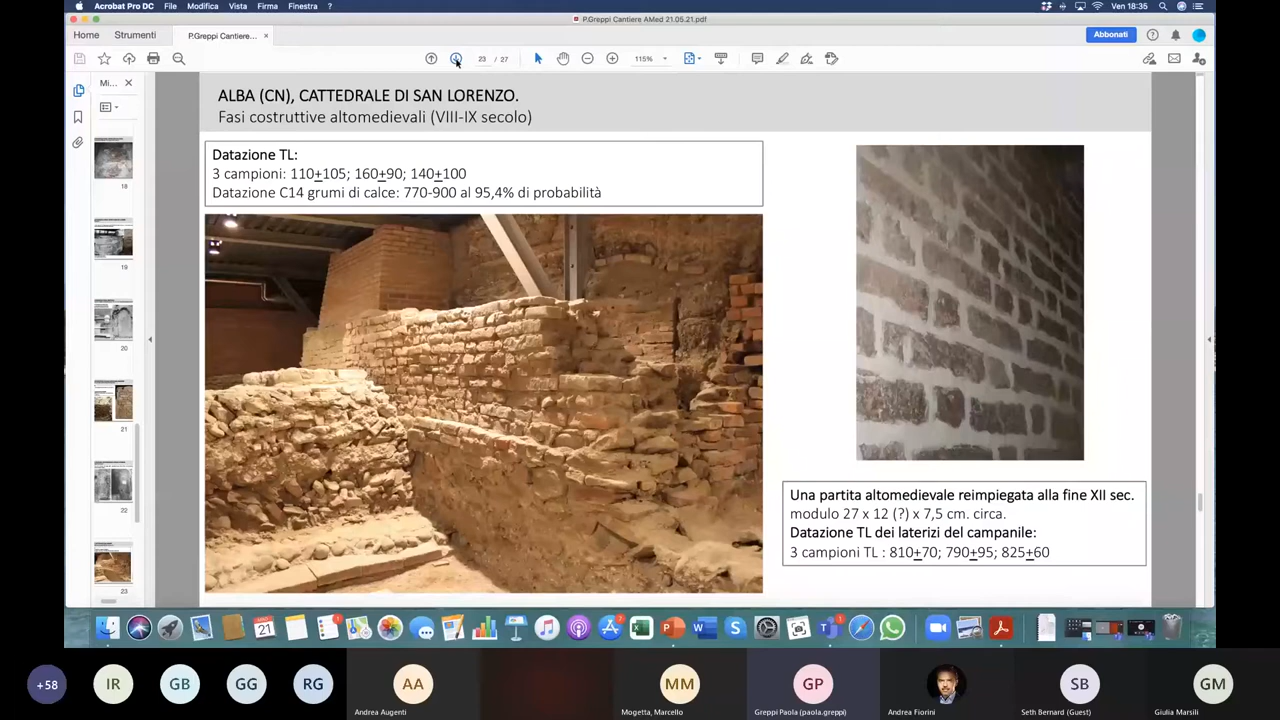 Acrobat Pro DC File Modifica Vista Firma Finestra ?
Ven 18:35
P.Greppi Cantiere AMed 21.05.21.pdf
Home Strumenti P.Greppi Cantiere... ×
Abbonati
23 / 27
115%
Mi...
ALBA (CN), CATTEDRALE DI SAN LORENZO.
Fasi costruttive altomedievali (VIII-IX secolo)
Datazione TL:
3 campioni: 110±105; 160±90; 140±100
Datazione C14 grumi di calce: 770-900 al 95,4% di probabilità
18
19
20
21
22
23
Una partita altomedievale reimpiegata alla fine XII sec.
modulo 27 x 12 (?) x 7,5 cm. circa.
Datazione TL dei laterizi del campanile:
3 campioni TL : 810±70; 790±95; 825±60
21
+58
IR
GB
GG
RG
AA
Andrea Augenti
MM
Mogetta, Marcello
GP
Greppi Paola (paola.greppi)
Andrea Fiorini
SB
Seth Bernard (Guest)
GM
Giulia Marsili